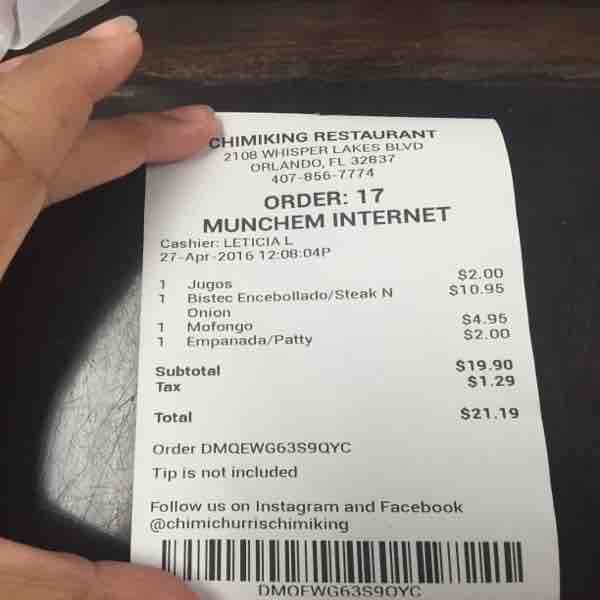 CHIMIKING RESTAURANT
2108 WHISPER LAKES BLVD
ORLANDO, FL 32837
407-856-7774
ORDER: 17
MUNCHEM INTERNET
Cashier: LETICIA L
27-Apr-2016 12:08:04P
1 Jugos $2.00
1 Bistec Encebollado/Steak N $10.95
Onion
1 Mofongo $4.95
1 Empanada/Patty $2.00
Subtotal $19.90
Tax $1.29
Total $21.19
Order DMQEWG63S9QYC
Tip is not included
Follow us on Instagram and Facebook
@chimichurrischimiking
DMQEWG63S9QYC